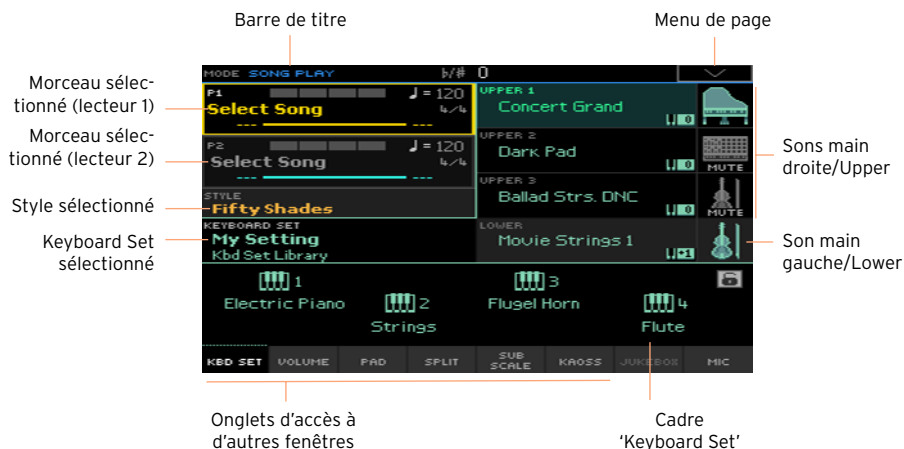 Barre de titre
Menu de page
Morceau sélec-
tionné (lecteur 1)
Morceau sélec-
tionné (lecteur 2)
Style sélectionné
Keyboard Set
sélectionné
MODE SONG PLAY
b/# 0
P1
= 120
Select Song
4/4
--- ---
P2
= 120
Select Song
4/4
--- ---
STYLE
Fifty Shades
KEYBOARD SET
My Setting
Kbd Set Library
UPPER 1
Concert Grand
0
UPPER 2
Dark Pad
0
MUTE
UPPER 3
Ballad Strs. DNC
0
MUTE
LOWER
Movie Strings 1
+1
1
Electric Piano
2
Strings
3
Flugel Horn
4
Flute
KBD SET VOLUME PAD SPLIT SUB SCALE KAOSS JUKEBOX MIC
Sons main
droite/Upper
Son main
gauche/Lower
Onglets d'accès à
d'autres fenêtres
Cadre
'Keyboard Set'